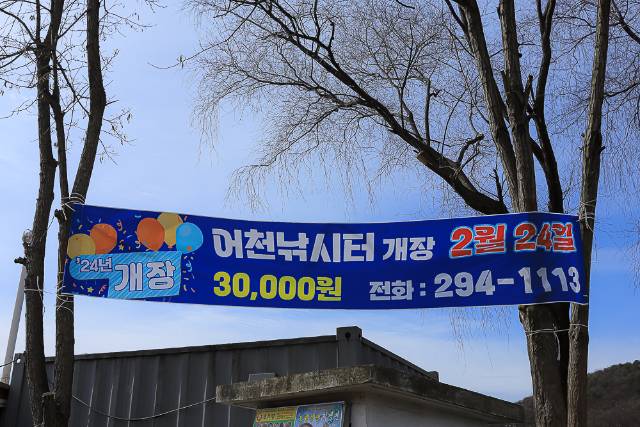 '24년
개장
어천낚시터 개장 2월 24일
30,000원 전화 : 294-1113